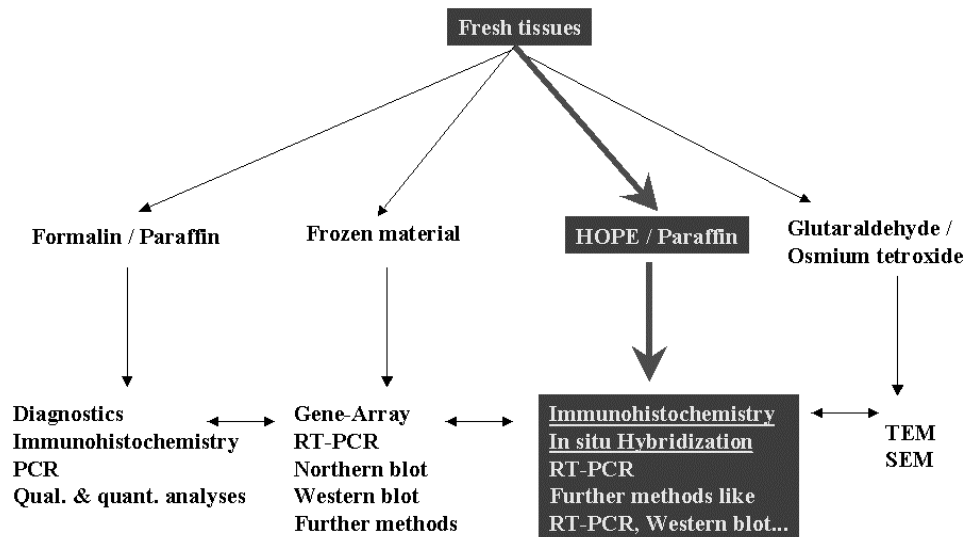 Fresh tissues
Formalin / Paraffin
Frozen material
HOPE / Paraffin
Glutaraldehyde /
Osmium tetroxide
Diagnostics
Immunohistochemistry
PCR
Qual. & quant. analyses
Gene-Array
RT-PCR
Northern blot
Western blot
Further methods
Immunohistochemistry
In situ Hybridization
RT-PCR
Further methods like
RT-PCR, Western blot...
TEM
SEM